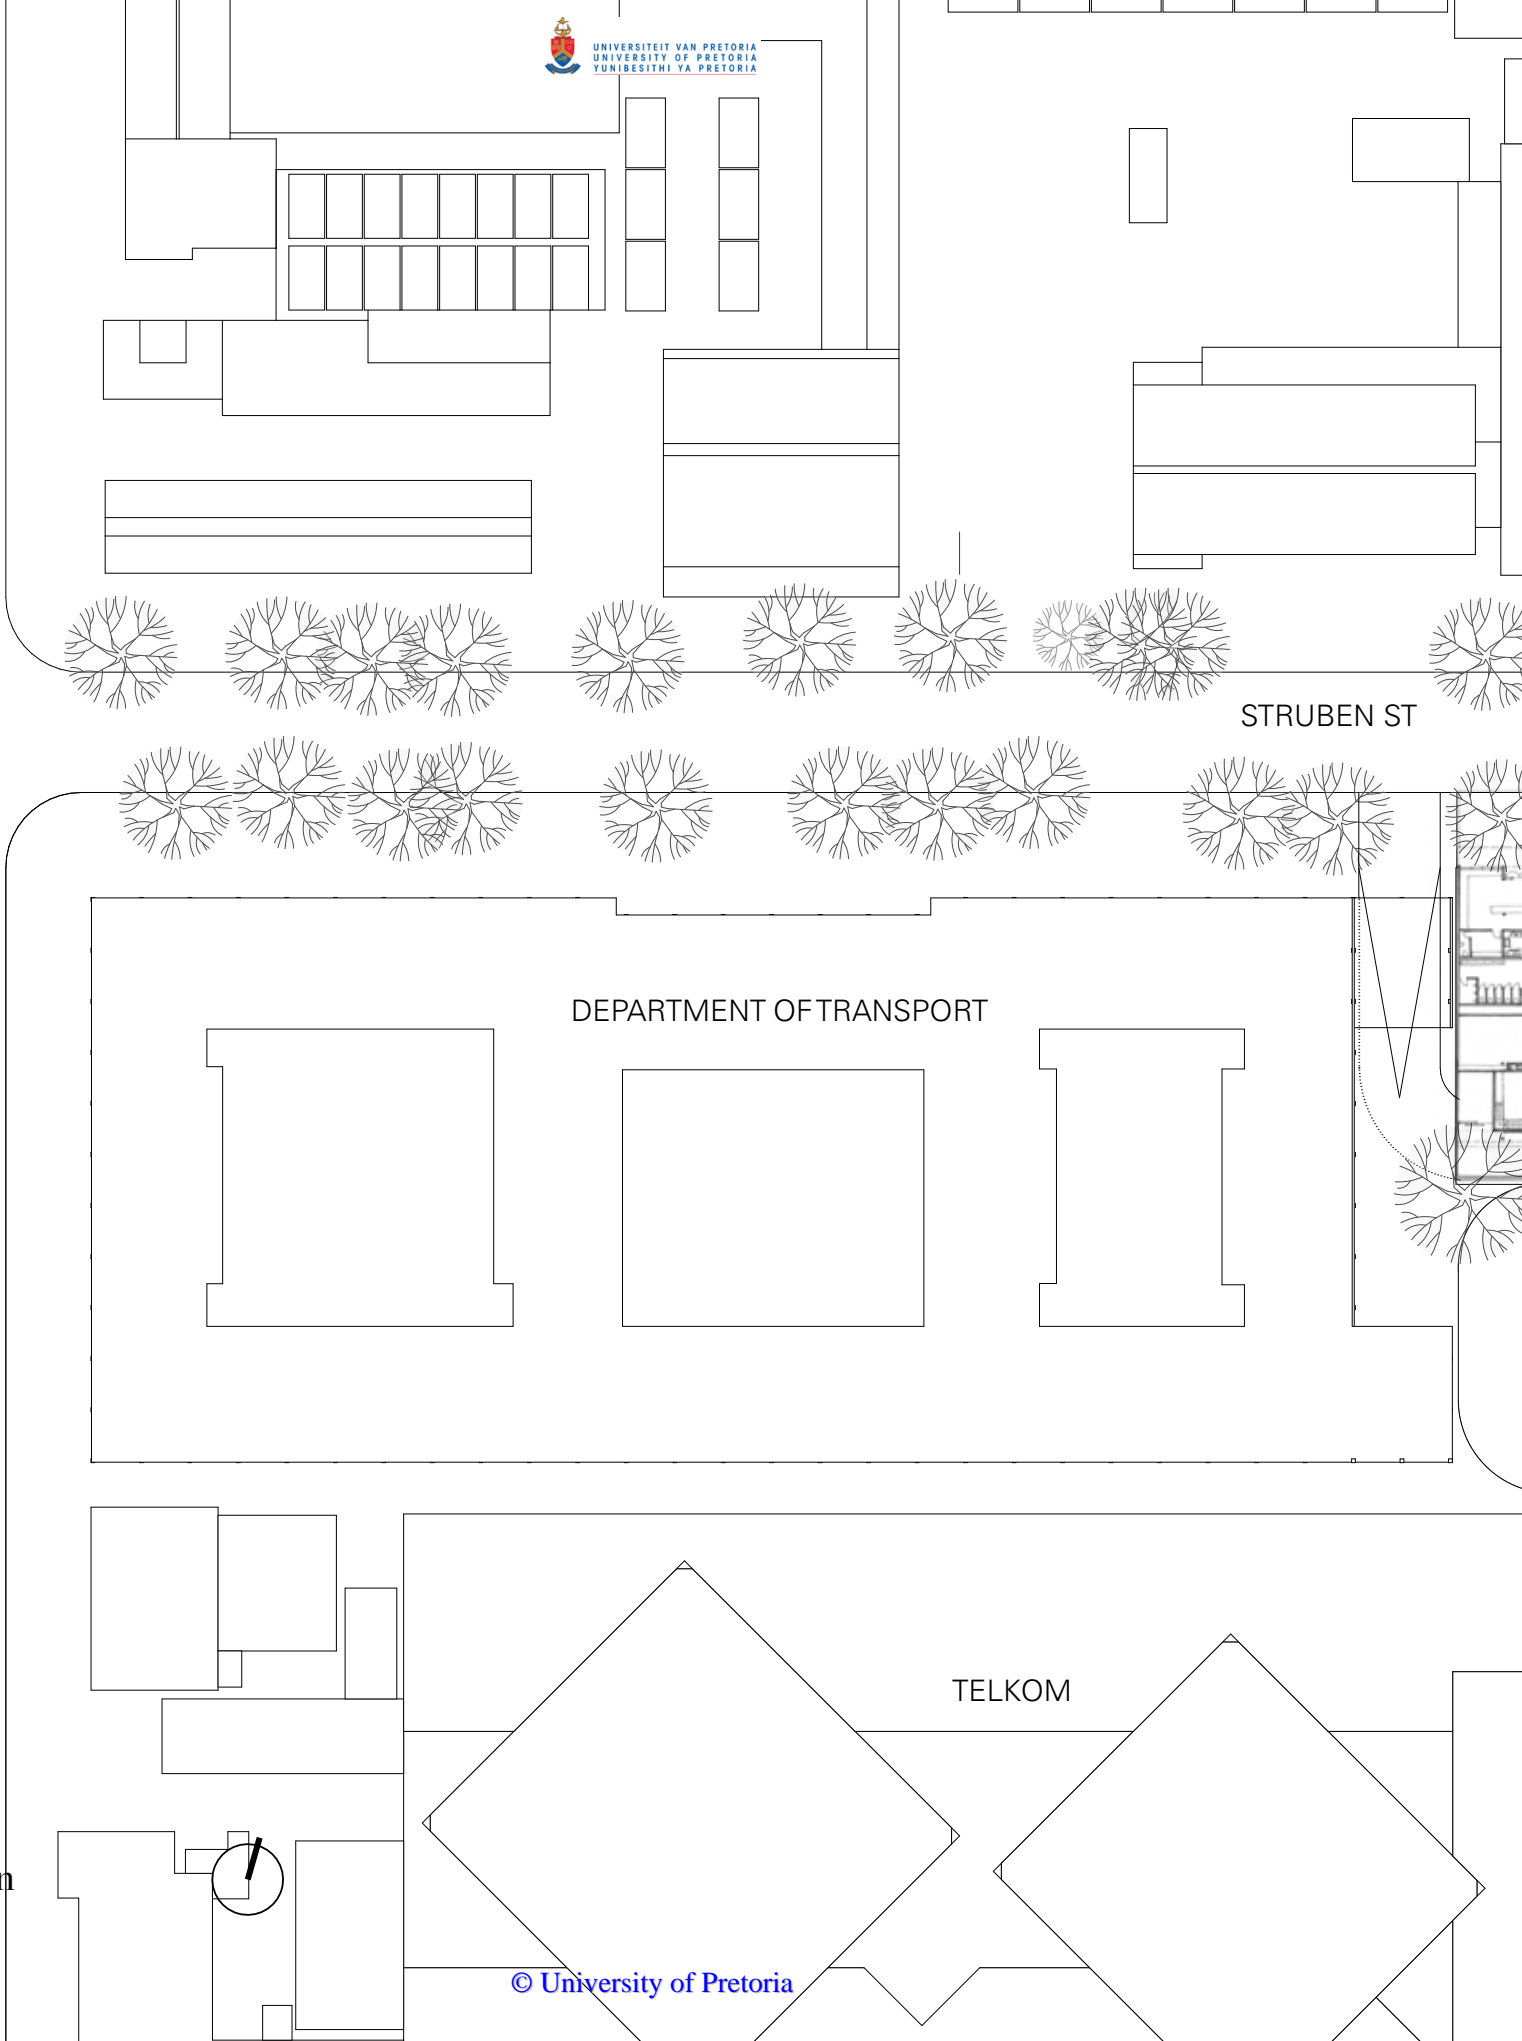 UNIVERSITEIT VAN PRETORIA
UNIVERSITY OF PRETORIA
YUNIBESITHI YA PRETORIA
STRUBEN ST
DEPARTMENT OF TRANSPORT
TELKOM
n
© University of Pretoria